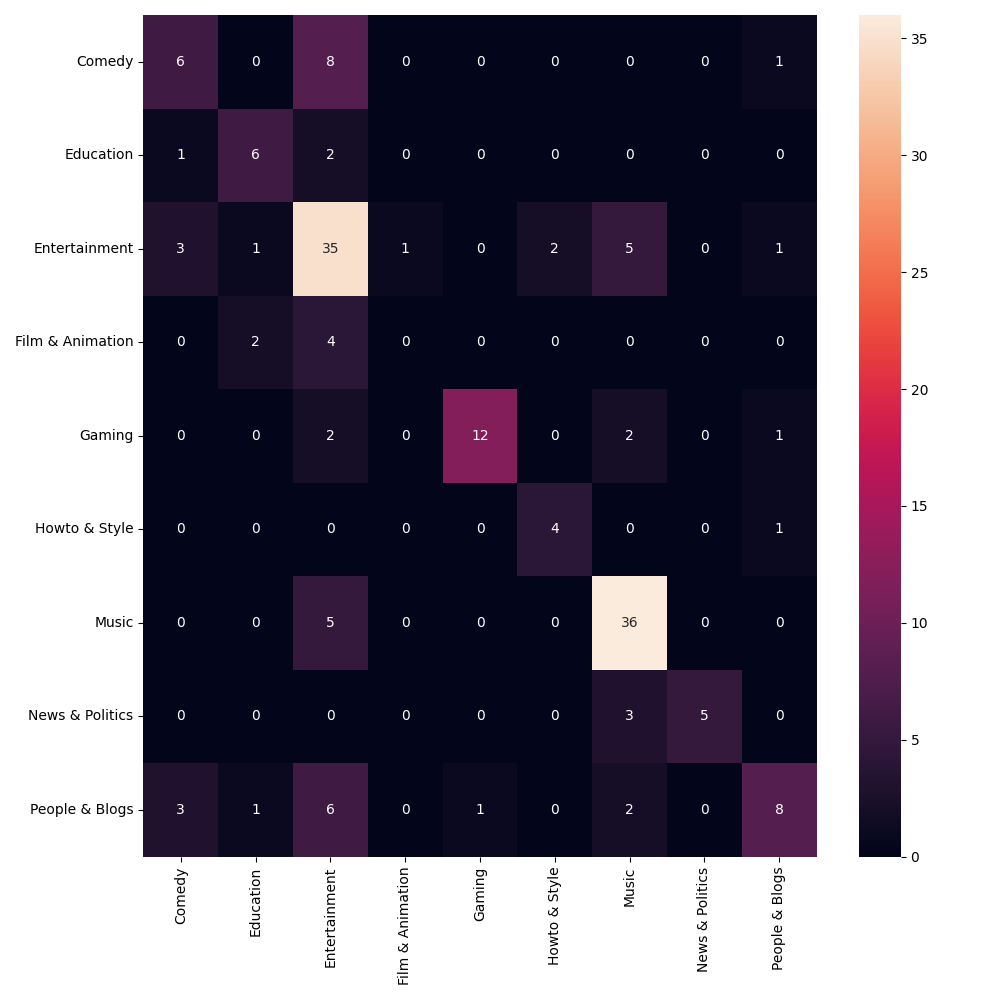 Comedy 6 0 8 0 0 0 0 0 1
Education 1 6 2 0 0 0 0 0 0
Entertainment 3 1 35 1 0 2 5 0 1
Film & Animation 0 2 4 0 0 0 0 0 0
Gaming 0 0 2 0 12 0 2 0 1
Howto & Style 0 0 0 0 0 4 0 0 1
Music 0 0 5 0 0 0 36 0 0
News & Politics 0 0 0 0 0 0 3 5 0
People & Blogs 3 1 6 0 1 0 2 0 8
Comedy
Education
Entertainment
Film & Animation
Gaming
Howto & Style
Music
News & Politics
People & Blogs
35
30
25
20
15
10
5
0